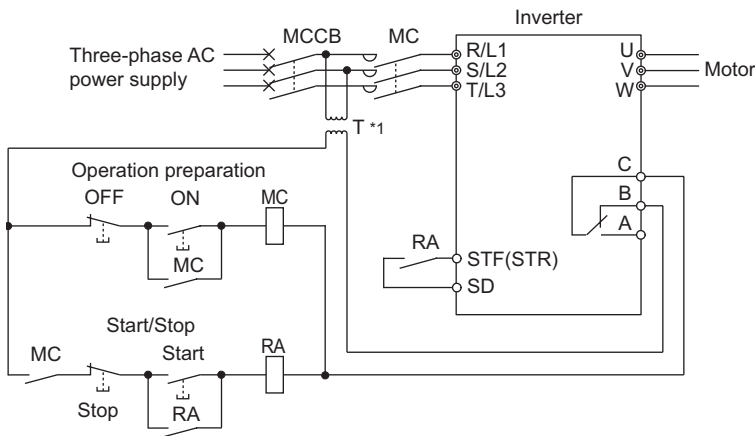 Inverter
MCCB
MC
Three-phase AC
power supply
R/L1
S/L2
T/L3
U
V
W
Motor
T *1
Operation preparation
OFF
ON
MC
MC
C
B
A
RA
STF(STR)
SD
Start/Stop
MC
Start
RA
Stop
RA